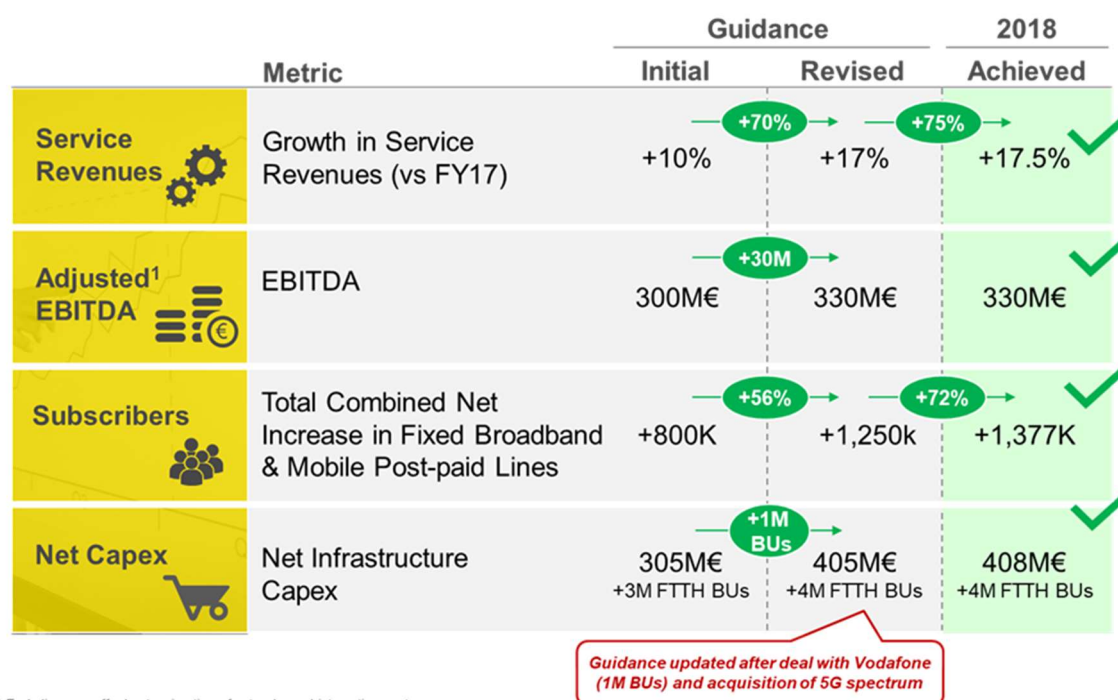 Guidance 2018
Metric Initial Revised Achieved
Service
Revenues
Growth in Service
Revenues (vs FY17)
+70% +75%
+10% +17% +17.5%
Adjusted1
EBITDA
€
EBITDA
+30M
300M€ 330M€ 330M€
Subscribers
Total Combined Net
Increase in Fixed Broadband
& Mobile Post-paid Lines
+56% +72%
+800K +1,250k +1,377K
Net Capex
Net Infrastructure
Capex
+1M
BUs
305M€ 405M€ 408M€
+3M FTTH BUs +4M FTTH BUs +4M FTTH BUs
Guidance updated after deal with Vodafone
(1M BUs) and acquisition of 5G spectrum